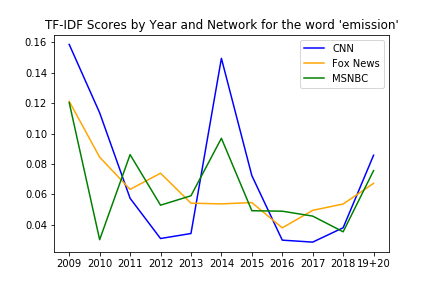 TF-IDF Scores by Year and Network for the word 'emission'
CNN
Fox News
MSNBC
0.16
0.14
0.12
0.10
0.08
0.06
0.04
2009 2010 2011 2012 2013 2014 2015 2016 2017 2018 19+20